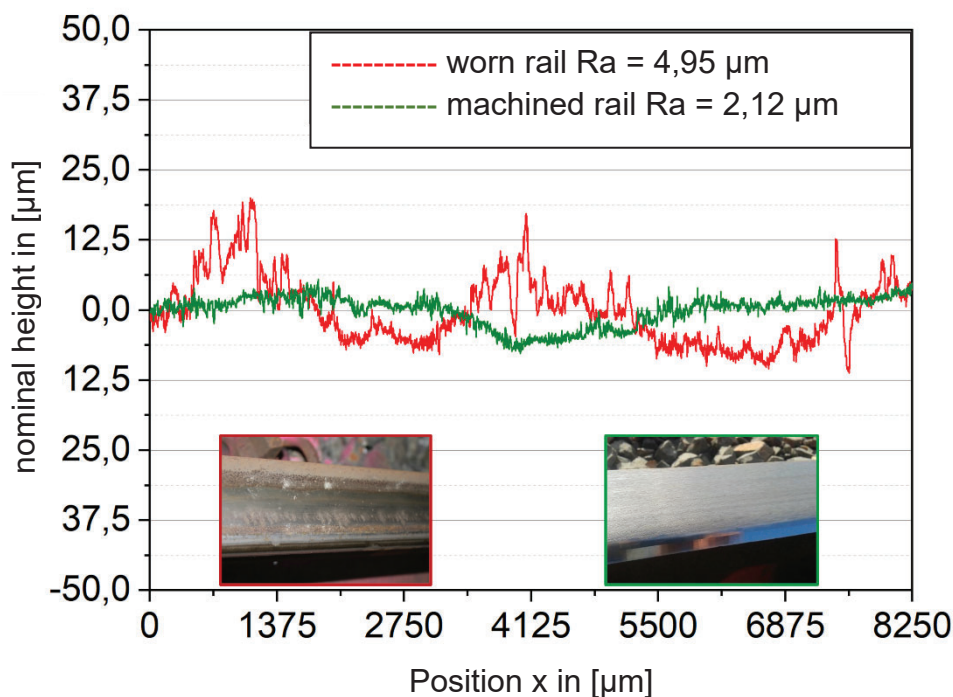 50,0
37,5
25,0
12,5
0,0
12,5
25,0
37,5
-50,0
nominal height in [µm]
worn rail Ra = 4,95 µm
machined rail Ra = 2,12 µm
0 1375 2750 4125 5500 6875 8250
Position x in [µm]